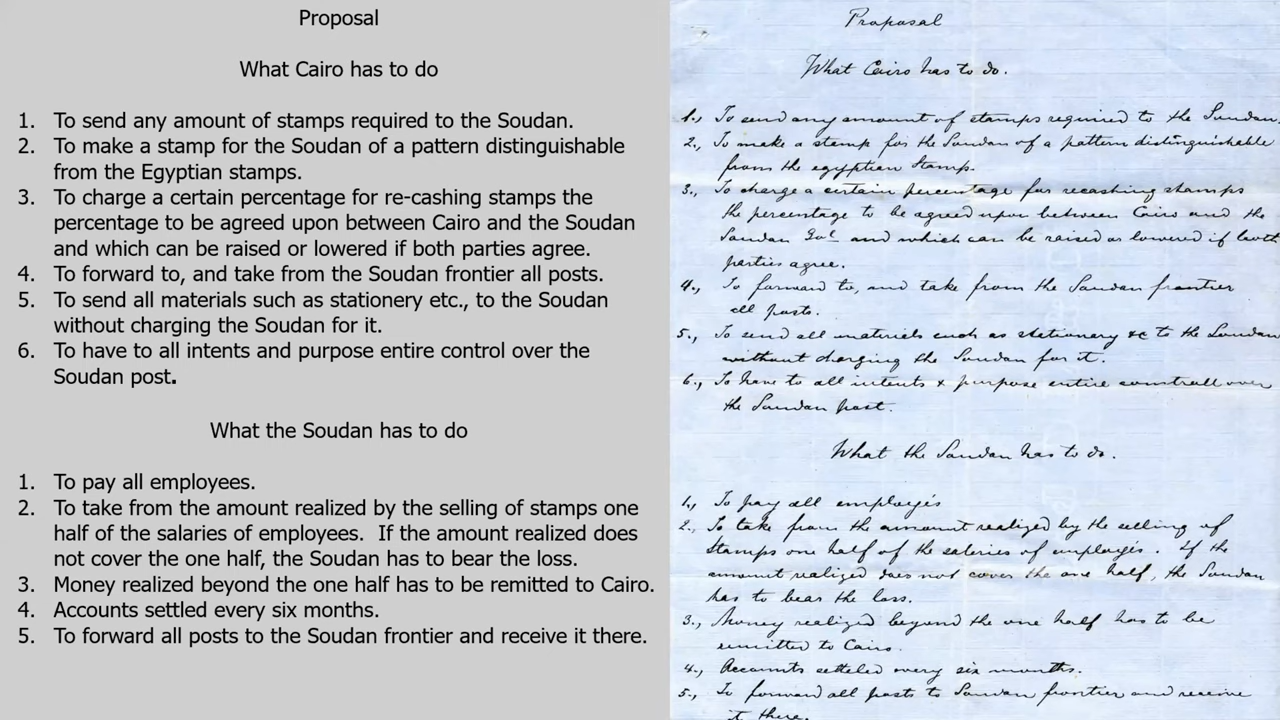 Proposal
What Cairo has to do
1. To send any amount of stamps required to the Soudan.
2. To make a stamp for the Soudan of a pattern distinguishable
from the Egyptian stamps.
3. To charge a certain percentage for re-cashing stamps the
percentage to be agreed upon between Cairo and the Soudan
and which can be raised or lowered if both parties agree.
4. To forward to, and take from the Soudan frontier all posts.
5. To send all materials such as stationery etc., to the Soudan
without charging the Soudan for it.
6. To have to all intents and purpose entire control over the
Soudan post.
What the Soudan has to do
1. To pay all employees.
2. To take from the amount realized by the selling of stamps one
half of the salaries of employees. If the amount realized does
not cover the one half, the Soudan has to bear the loss.
3. Money realized beyond the one half has to be remitted to Cairo.
4. Accounts settled every six months.
5. To forward all posts to the Soudan frontier and receive it there.
Proposal
What Cairo has to do.
1., To send any amount of stamps required to the Soudan.
2., To make a stamp for the Soudan of a pattern distinguishable
from the egyptian stamps.
3., To charge a certain percentage for recashing stamps
the percentage to be agreed upon between Cairo and the
Soudan Gol and which can be raised or lowered if both
parties agree.
4., To forward to, and take from the Soudan frontier
all posts.
5., To send all materials such as stationary &c to the Soudan
without charging the Soudan for it.
6., To have to all intents & purpose entire controll over
the Soudan post.
What the Soudan has to do.
1., To pay all employés
2., To take from the amount realized by the selling of
stamps one half of the saleries of employés. If the
amount realized does not cover the one half, the Soudan
has to bear the loss.
3., Money realized beyond the one half has to be
remitted to Cairo.
4., Accounts setteled every six months.
5., To forward all posts to Soudan frontier and receive
it there.